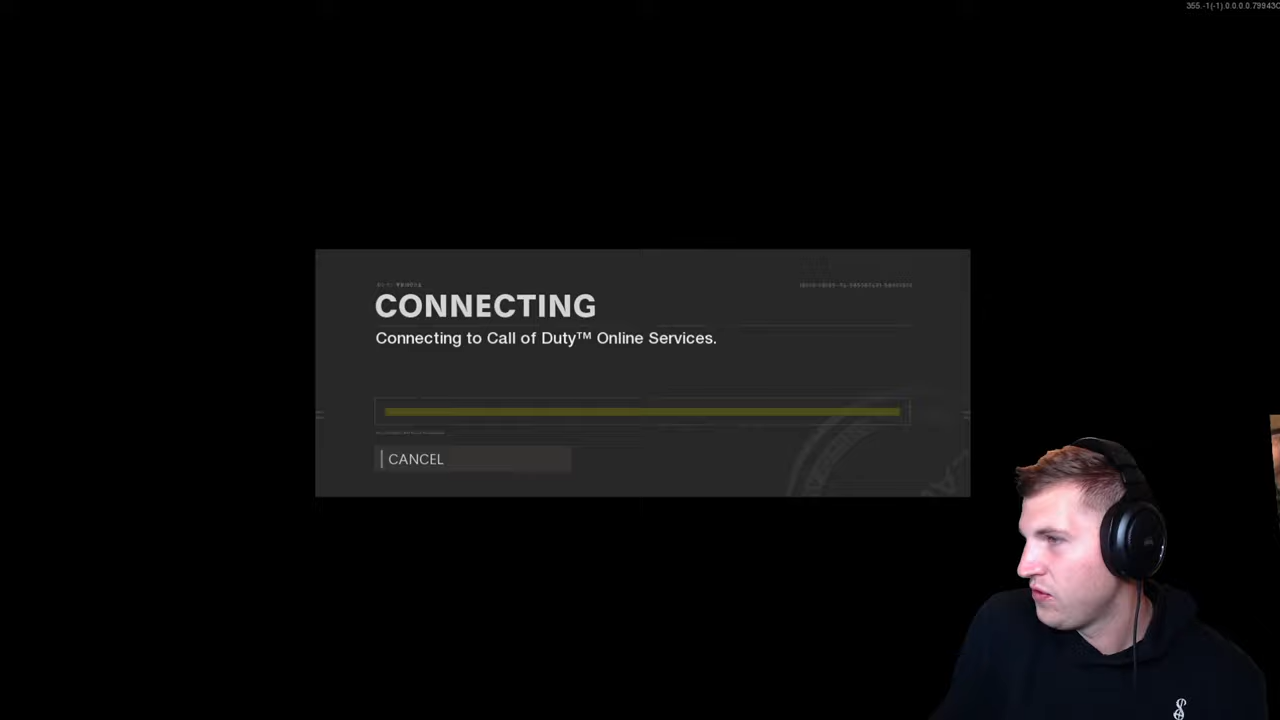 CONNECTING
Connecting to Call of Duty™ Online Services.
CANCEL